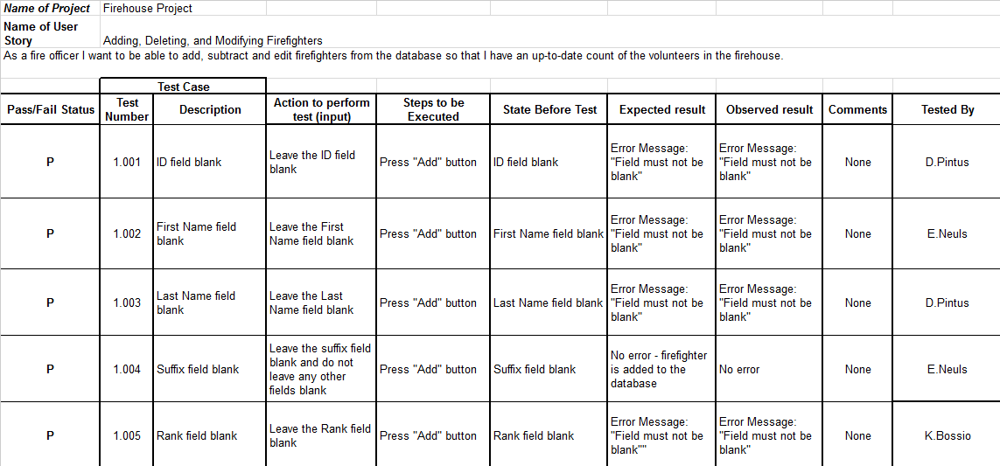 Name of Project Firehouse Project
Name of User
Story Adding, Deleting, and Modifying Firefighters
As a fire officer I want to be able to add, subtract and edit firefighters from the database so that I have an up-to-date count of the volunteers in the firehouse.
Test Case
Pass/Fail Status
Test
Number
Description
Action to perform
test (input)
Steps to be
Executed
State Before Test
Expected result
Observed result
Comments
Tested By
P
1.001
ID field blank
Leave the ID field
blank
Press "Add" button
ID field blank
Error Message:
"Field must not be
blank"
Error Message:
"Field must not be
blank"
None
D.Pintus
P
1.002
First Name field
blank
Leave the First
Name field blank
Press "Add" button
First Name field blank
Error Message:
"Field must not be
blank"
Error Message:
"Field must not be
blank"
None
E.Neuls
P
1.003
Last Name field
blank
Leave the Last
Name field blank
Press "Add" button
Last Name field blank
Error Message:
"Field must not be
blank"
Error Message:
"Field must not be
blank"
None
D.Pintus
P
1.004
Suffix field blank
Leave the suffix field
blank and do not
leave any other
fields blank
Press "Add" button
Suffix field blank
No error - firefighter
is added to the
database
No error
None
E.Neuls
P
1.005
Rank field blank
Leave the Rank field
blank
Press "Add" button
Rank field blank
Error Message:
"Field must not be
blank""
Error Message:
"Field must not be
blank"
None
K.Bossio